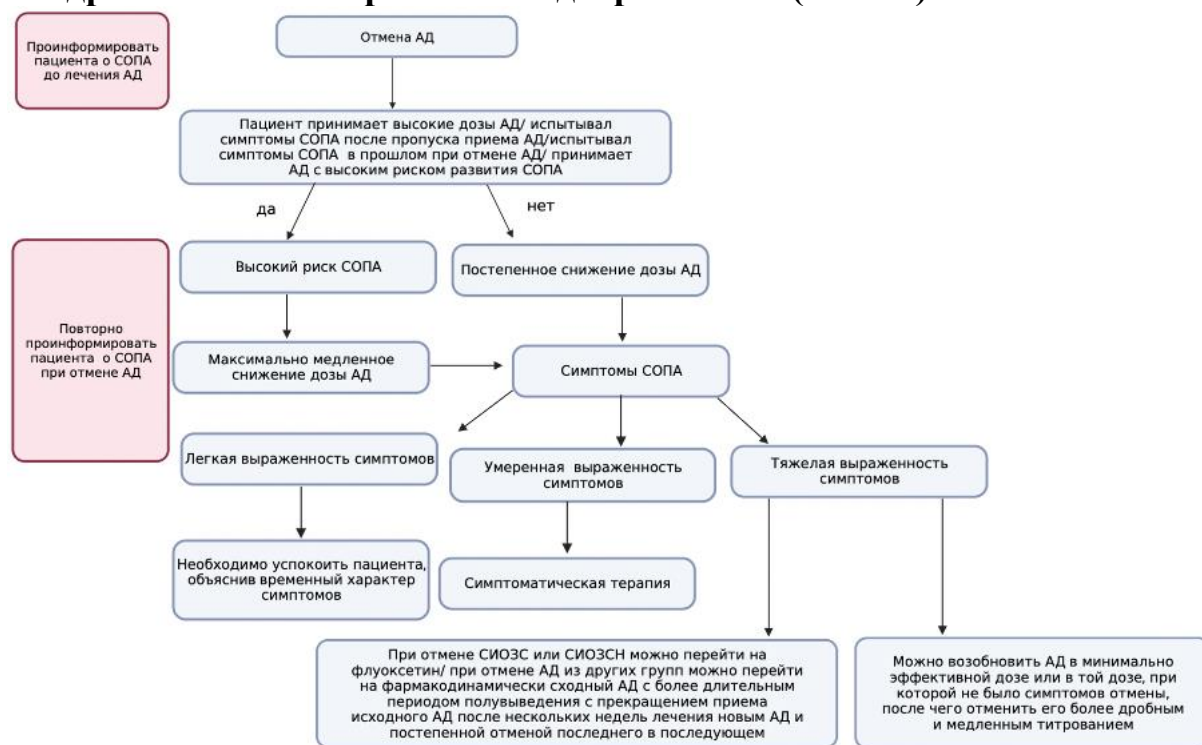 Проинформировать
пациента о СОПА
до лечения АД
Отмена АД
Пациент принимает высокие дозы АД/ испытывал
симптомы СОПА после пропуска приема АД/испытывал
симптомы СОПА в прошлом при отмене АД/ принимает
АД с высоким риском развития СОПА
да
нет
Повторно
проинформировать
пациента о СОПА
при отмене АД
Высокий риск СОПА
Постепенное снижение дозы АД
Максимально медленное
снижение дозы АД
Симптомы СОПА
Легкая выраженность симптомов
Умеренная выраженность
симптомов
Тяжелая выраженность
симптомов
Необходимо успокоить пациента,
объяснив временный характер
симптомов
Симптоматическая терапия
При отмене СИОЗС или СИОЗСН можно перейти на
флуоксетин/ при отмене АД из других групп можно перейти
на фармакодинамически сходный АД с более длительным
периодом полувыведения с прекращением приема
исходного АД после нескольких недель лечения новым АД и
постепенной отменой последнего в последующем
Можно возобновить АД в минимально
эффективной дозе или в той дозе, при
которой не было симптомов отмены,
после чего отменить его более дробным
и медленным титрованием